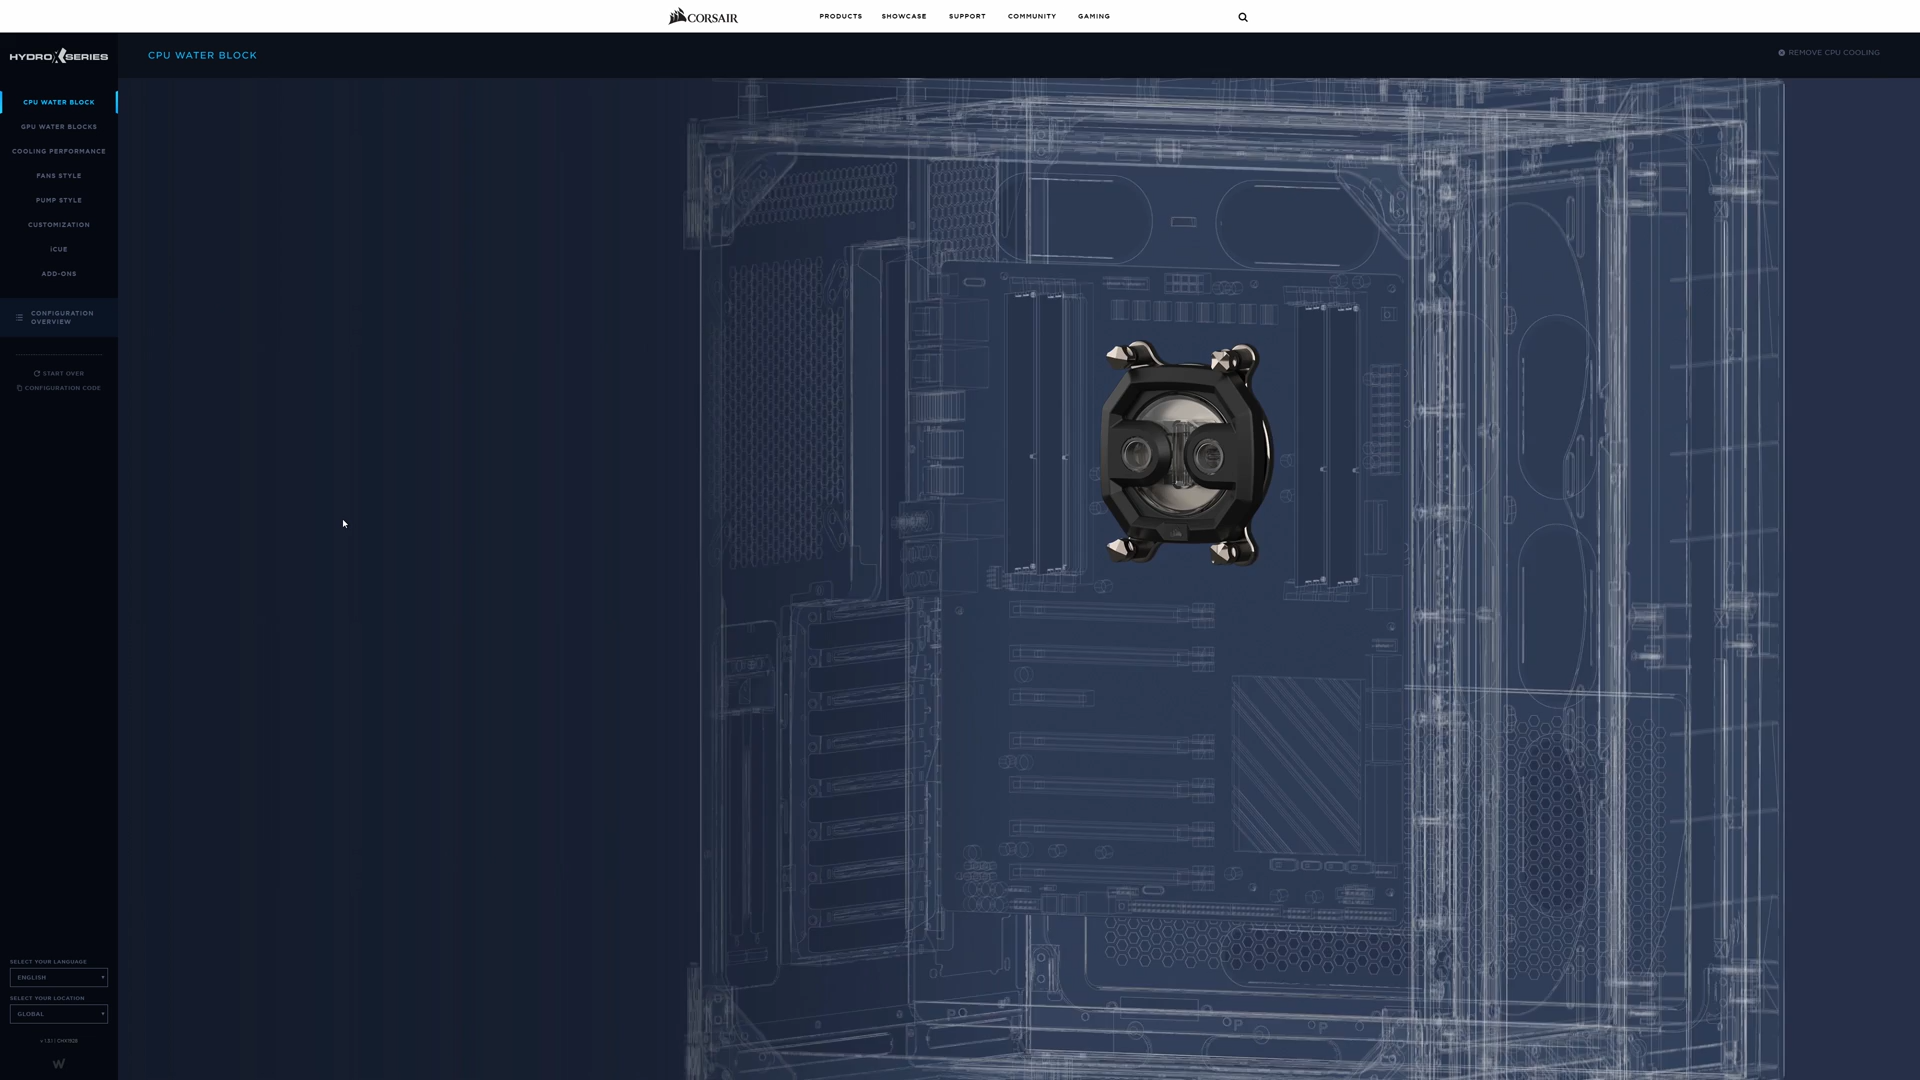 CORSAIR
PRODUCTS
SHOWCASE
SUPPORT
COMMUNITY
GAMING
HYDRO X SERIES
CPU WATER BLOCK
REMOVE CPU COOLING
CPU WATER BLOCK
GPU WATER BLOCKS
COOLING PERFORMANCE
FANS STYLE
PUMP STYLE
CUSTOMIZATION
iCUE
ADD-ONS
CONFIGURATION
OVERVIEW
START OVER
CONFIGURATION CODE
SELECT YOUR LANGUAGE
ENGLISH
SELECT YOUR LOCATION
GLOBAL